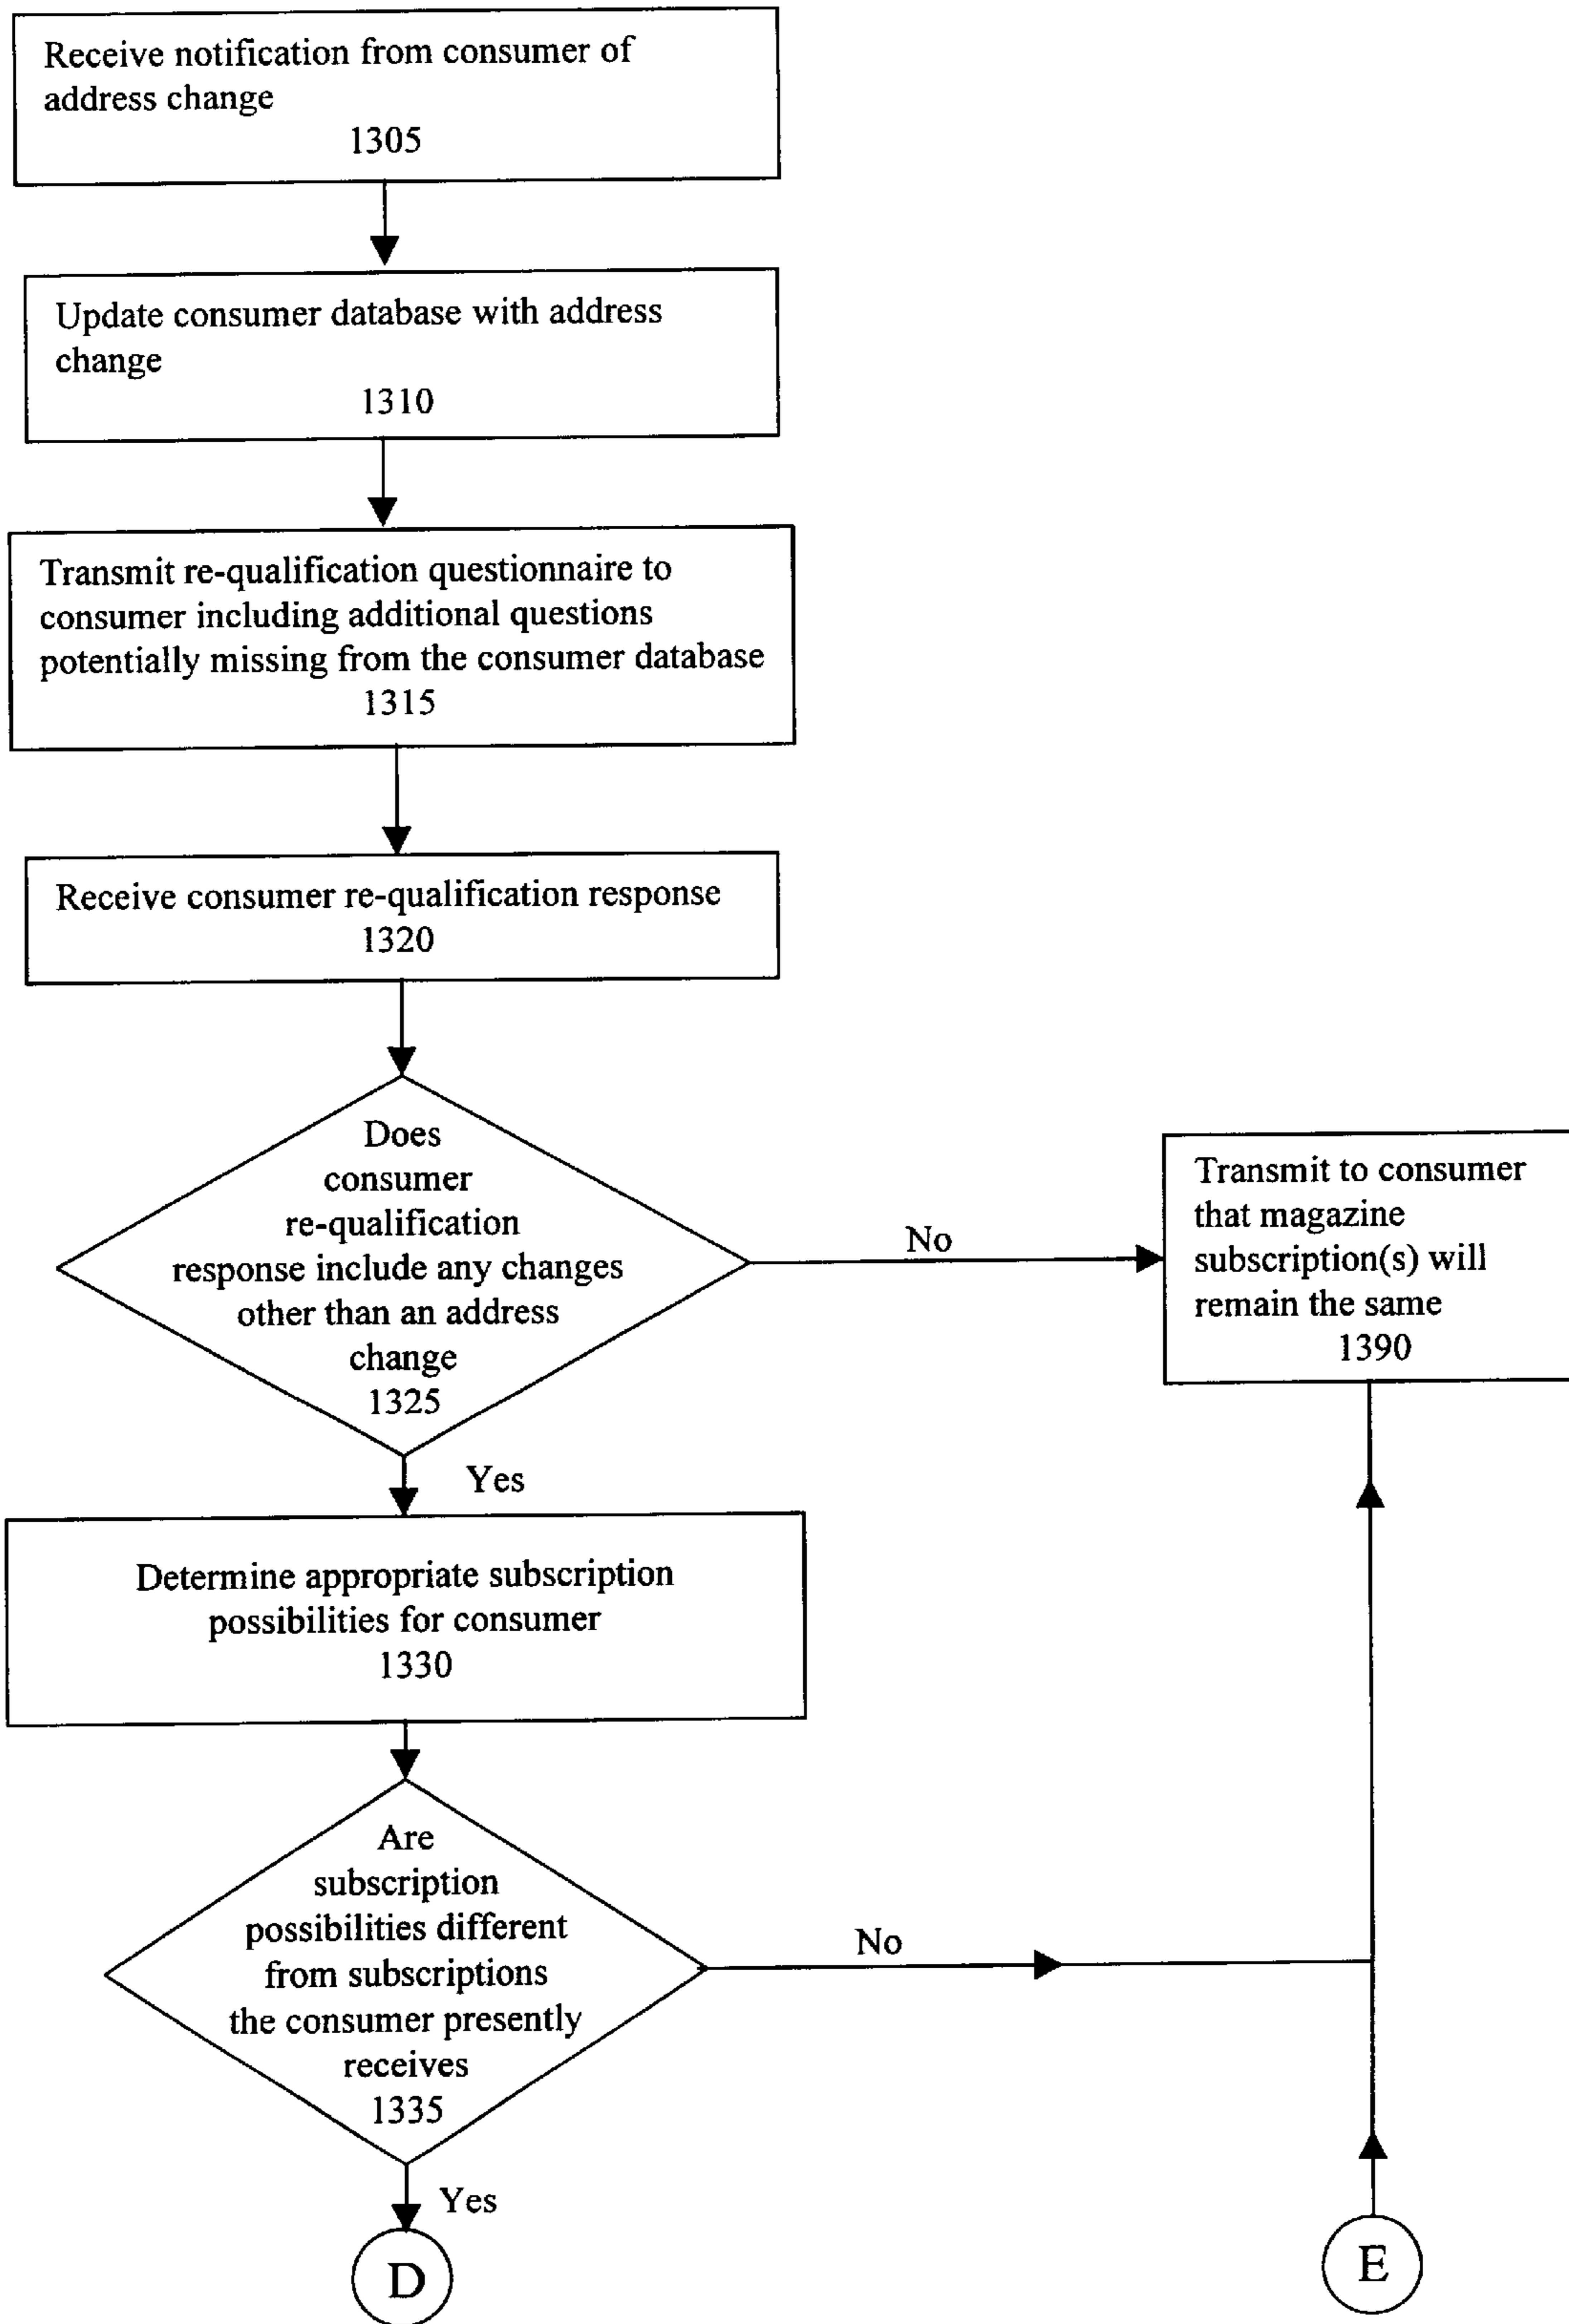 Receive notification from consumer of
address change
1305
Update consumer database with address
change
1310
Transmit re-qualification questionnaire to
consumer including additional questions
potentially missing from the consumer database
1315
Receive consumer re-qualification response
1320
Does
consumer
re-qualification
response include any changes
other than an address
change
1325
No
Transmit to consumer
that magazine
subscription(s) will
remain the same
1390
Yes
Determine appropriate subscription
possibilities for consumer
1330
Are
subscription
possibilities different
from subscriptions
the consumer presently
receives
1335
No
Yes
D
E